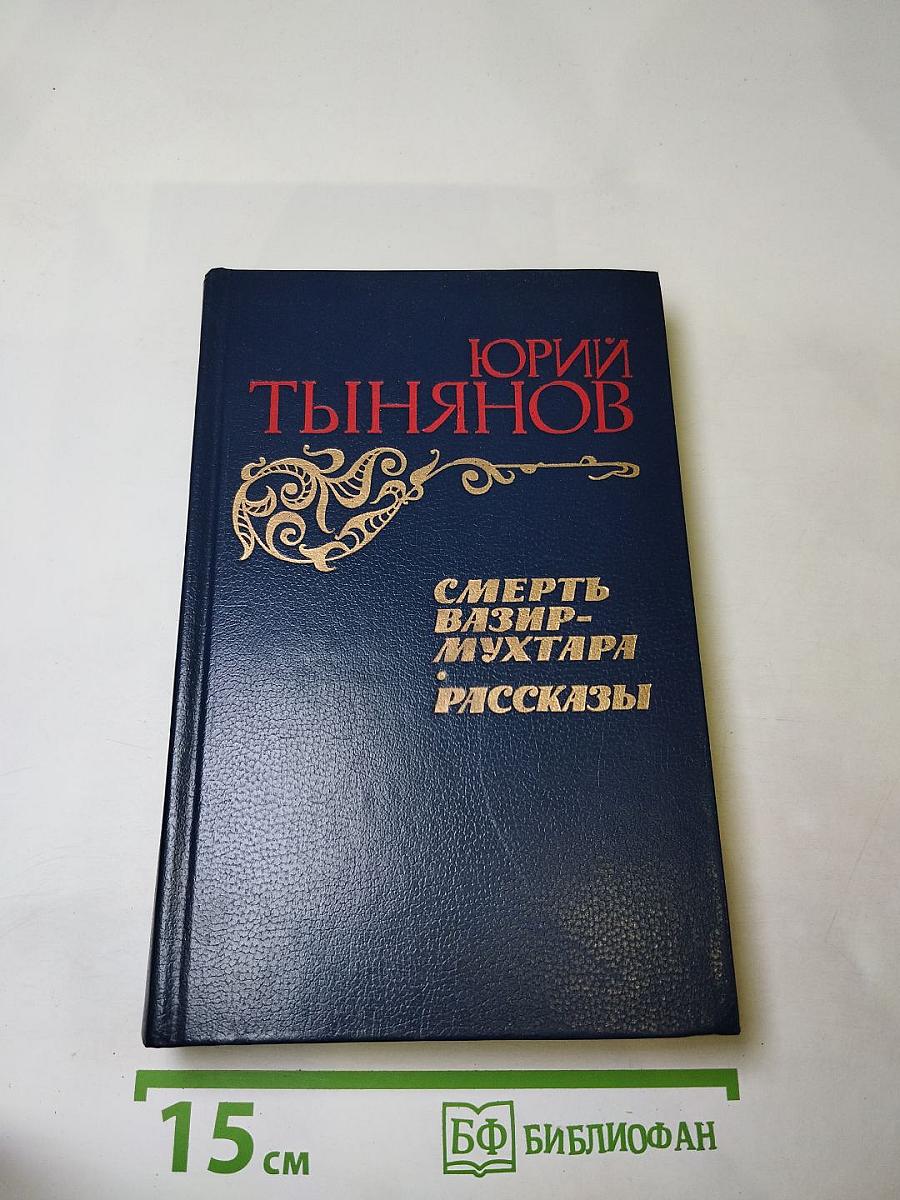 ЮРИЙ
ТЫНЯНОВ
СМЕРТЬ
ВАЗИР-
МУХТАРА
•
РАССКАЗЫ
15 см
БФ БИБЛИОФАН